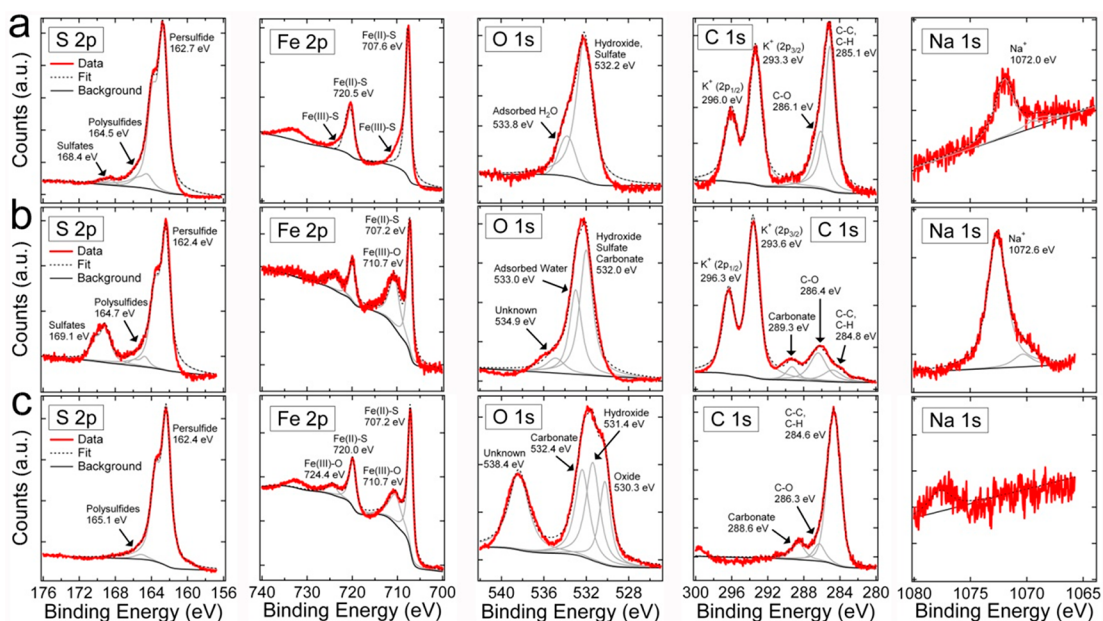 a
Counts (a.u.)
S 2p
Data
Fit
Background
Persulfide
162.7 eV
Polysulfides
164.5 eV
Sulfates
168.4 eV
Fe 2p
Fe(II)-S
707.6 eV
Fe(II)-S
720.5 eV
Fe(III)-S
Fe(III)-S
O 1s
Hydroxide,
Sulfate
532.2 eV
Adsorbed H₂O
533.8 eV
C 1s
K⁺ (2p₃/₂)
293.3 eV
K⁺ (2p₁/₂)
296.0 eV
C-O
286.1 eV
C-C,
C-H
285.1 eV
Na 1s
Na⁺
1072.0 eV
b
Counts (a.u.)
S 2p
Data
Fit
Background
Persulfide
162.4 eV
Polysulfides
164.7 eV
Sulfates
169.1 eV
Fe 2p
Fe(II)-S
707.2 eV
Fe(III)-O
710.7 eV
O 1s
Hydroxide
Sulfate
Carbonate
532.0 eV
Adsorbed Water
533.0 eV
Unknown
534.9 eV
K⁺ (2p₃/₂)
293.6 eV
C 1s
K⁺ (2p₁/₂)
296.3 eV
C-O
286.4 eV
Carbonate
289.3 eV
C-C,
C-H
284.8 eV
Na 1s
Na⁺
1072.6 eV
c
Counts (a.u.)
S 2p
Data
Fit
Background
Persulfide
162.4 eV
Polysulfides
165.1 eV
176 172 168 164 160 156
Binding Energy (eV)
Fe 2p
Fe(II)-S
707.2 eV
Fe(II)-S
720.0 eV
Fe(III)-O
724.4 eV
Fe(III)-O
710.7 eV
740 730 720 710 700
Binding Energy (eV)
O 1s
Hydroxide
531.4 eV
Carbonate
532.4 eV
Unknown
538.4 eV
Oxide
530.3 eV
540 536 532 528
Binding Energy (eV)
C 1s
C-C,
C-H
284.6 eV
C-O
286.3 eV
Carbonate
288.6 eV
300 296 292 288 284 280
Binding Energy (eV)
Na 1s
1080 1075 1070 1065
Binding Energy (eV)